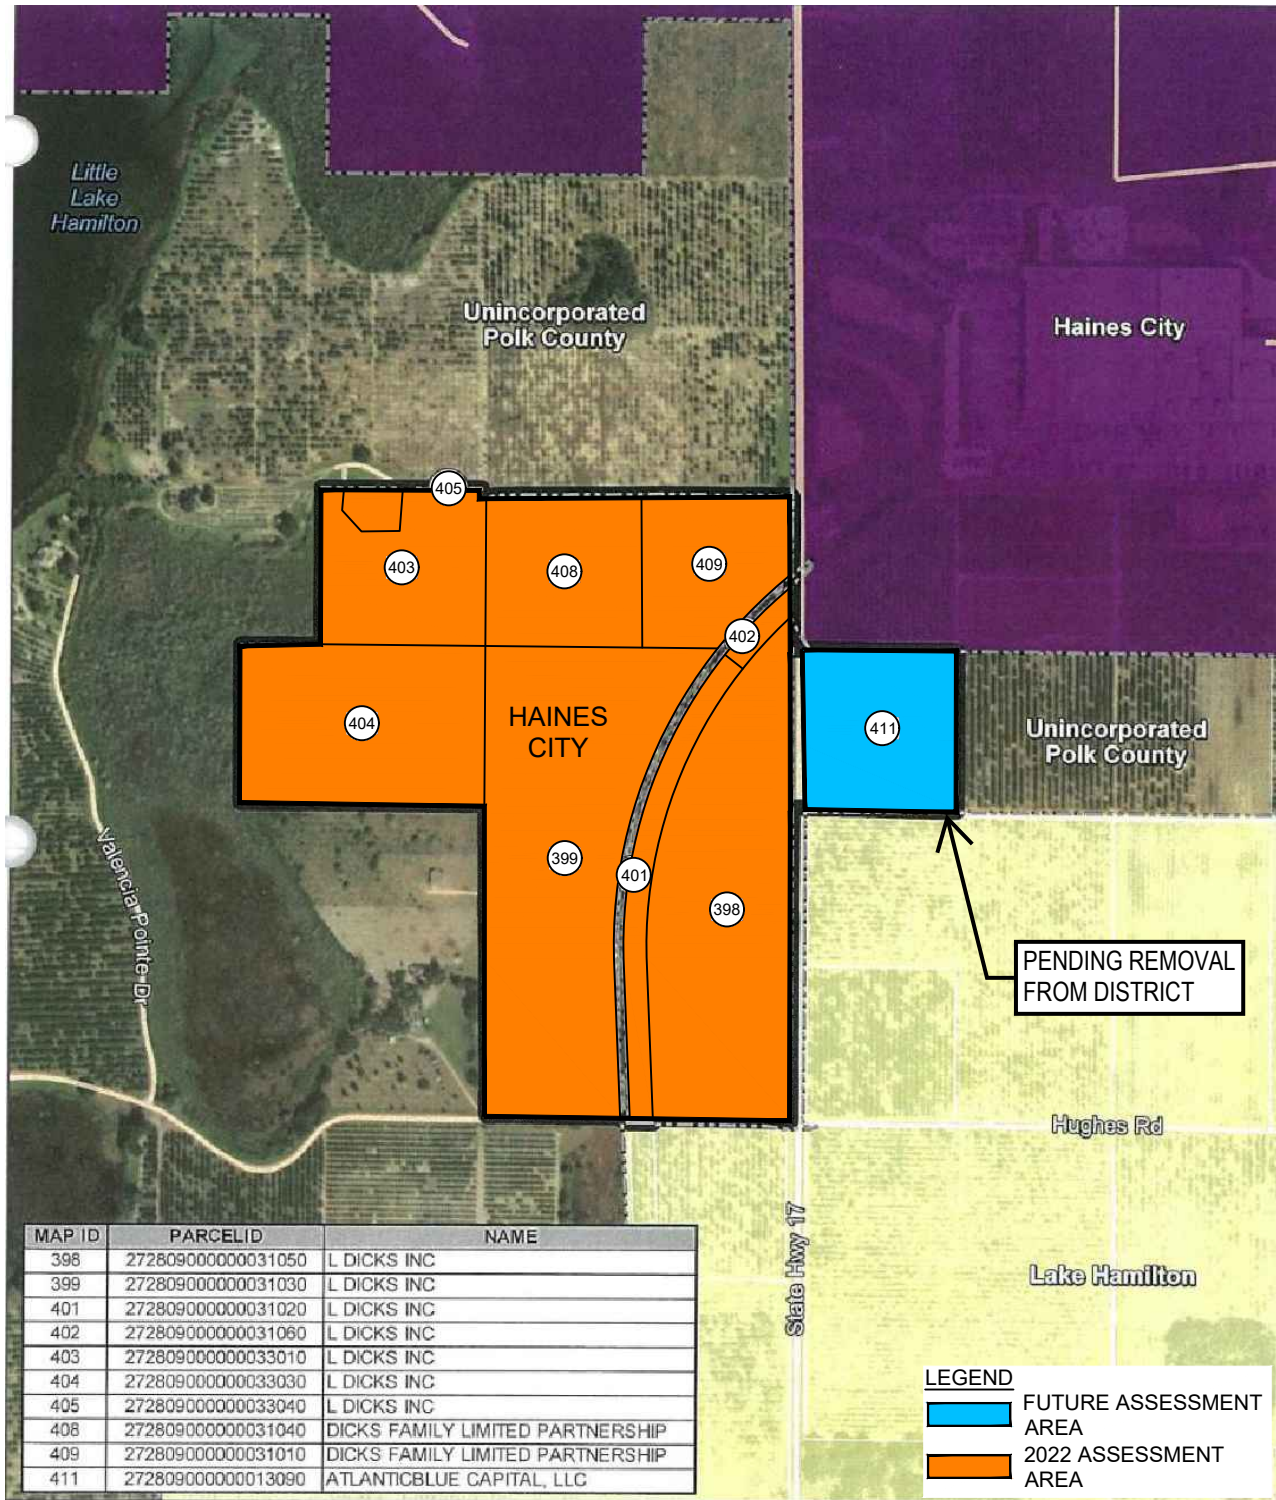 Little
Lake
Hamilton
Unincorporated
Polk County
Haines City
405
403
408
409
402
404
HAINES
CITY
411
Unincorporated
Polk County
399
401
398
Valencia Pointe Dr
PENDING REMOVAL
FROM DISTRICT
Hughes Rd
State Hwy 17
Lake Hamilton
MAP ID PARCELID NAME
398 272809000000031050 L DICKS INC
399 272809000000031030 L DICKS INC
401 272809000000031020 L DICKS INC
402 272809000000031060 L DICKS INC
403 272809000000033010 L DICKS INC
404 272809000000033030 L DICKS INC
405 272809000000033040 L DICKS INC
408 272809000000031040 DICKS FAMILY LIMITED PARTNERSHIP
409 272809000000031010 DICKS FAMILY LIMITED PARTNERSHIP
411 272809000000013090 ATLANTICBLUE CAPITAL, LLC
LEGEND
FUTURE ASSESSMENT
AREA
2022 ASSESSMENT
AREA